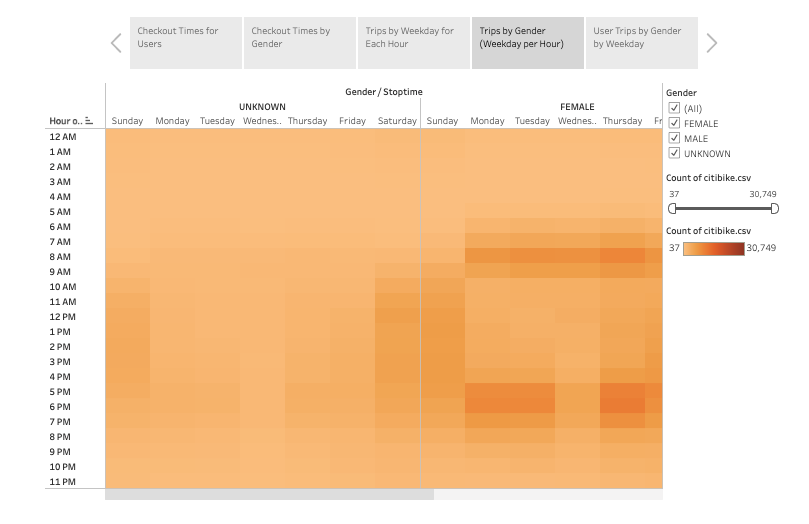 Checkout Times for
Users
Checkout Times by
Gender
Trips by Weekday for
Each Hour
Trips by Gender
(Weekday per Hour)
User Trips by Gender
by Weekday
Gender / Stoptime
UNKNOWN FEMALE
Hour o.. Sunday Monday Tuesday Wednes.. Thursday Friday Saturday Sunday Monday Tuesday Wednes.. Thursday Fr
12 AM
1 AM
2 AM
3 AM
4 AM
5 AM
6 AM
7 AM
8 AM
9 AM
10 AM
11 AM
12 PM
1 PM
2 PM
3 PM
4 PM
5 PM
6 PM
7 PM
8 PM
9 PM
10 PM
11 PM
Gender
(All)
FEMALE
MALE
UNKNOWN
Count of citibike.csv
37 30,749
Count of citibike.csv
37 30,749